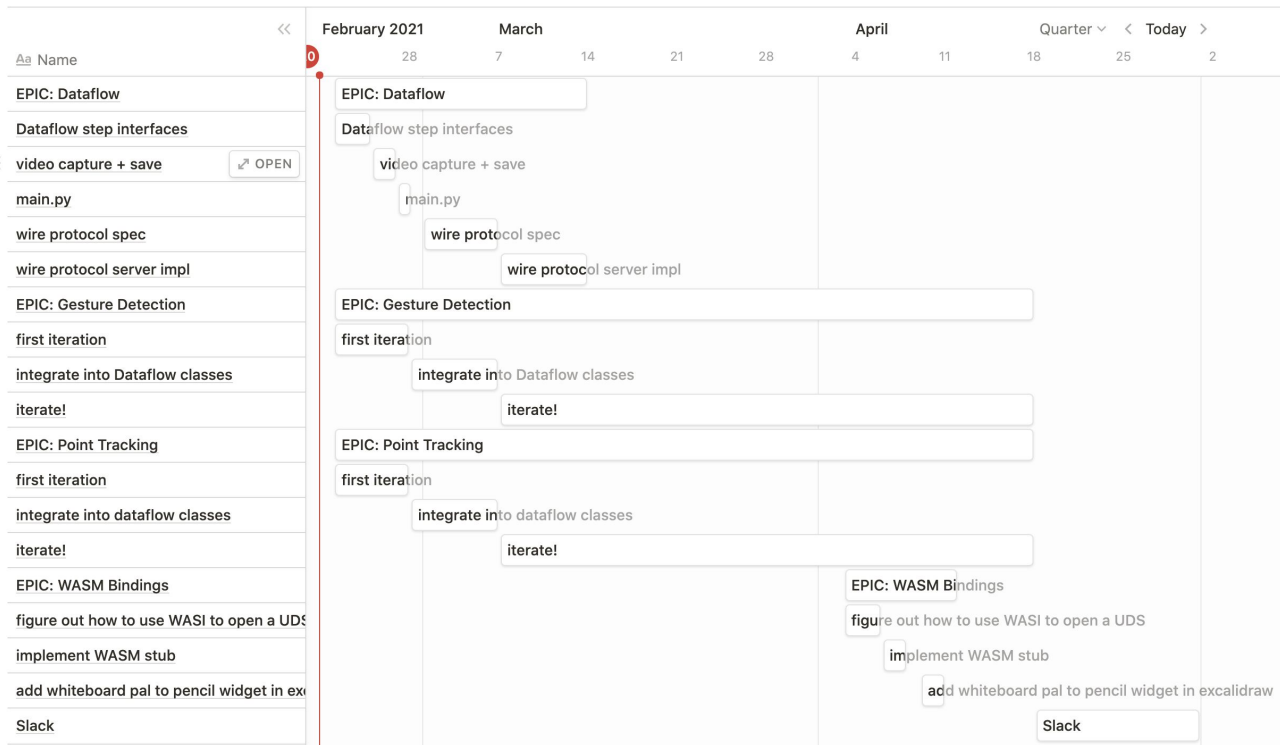 February 2021 March April Quarter Today
Aa Name 0 28 7 14 21 28 4 11 18 25 2
EPIC: Dataflow EPIC: Dataflow
Dataflow step interfaces Dataflow step interfaces
video capture + save OPEN video capture + save
main.py main.py
wire protocol spec wire protocol spec
wire protocol server impl wire protocol server impl
EPIC: Gesture Detection EPIC: Gesture Detection
first iteration first iteration
integrate into Dataflow classes integrate into Dataflow classes
iterate! iterate!
EPIC: Point Tracking EPIC: Point Tracking
first iteration first iteration
integrate into dataflow classes integrate into dataflow classes
iterate! iterate!
EPIC: WASM Bindings EPIC: WASM Bindings
figure out how to use WASI to open a UDS figure out how to use WASI to open a UDS
implement WASM stub implement WASM stub
add whiteboard pal to pencil widget in exc add whiteboard pal to pencil widget in excalidraw
Slack Slack